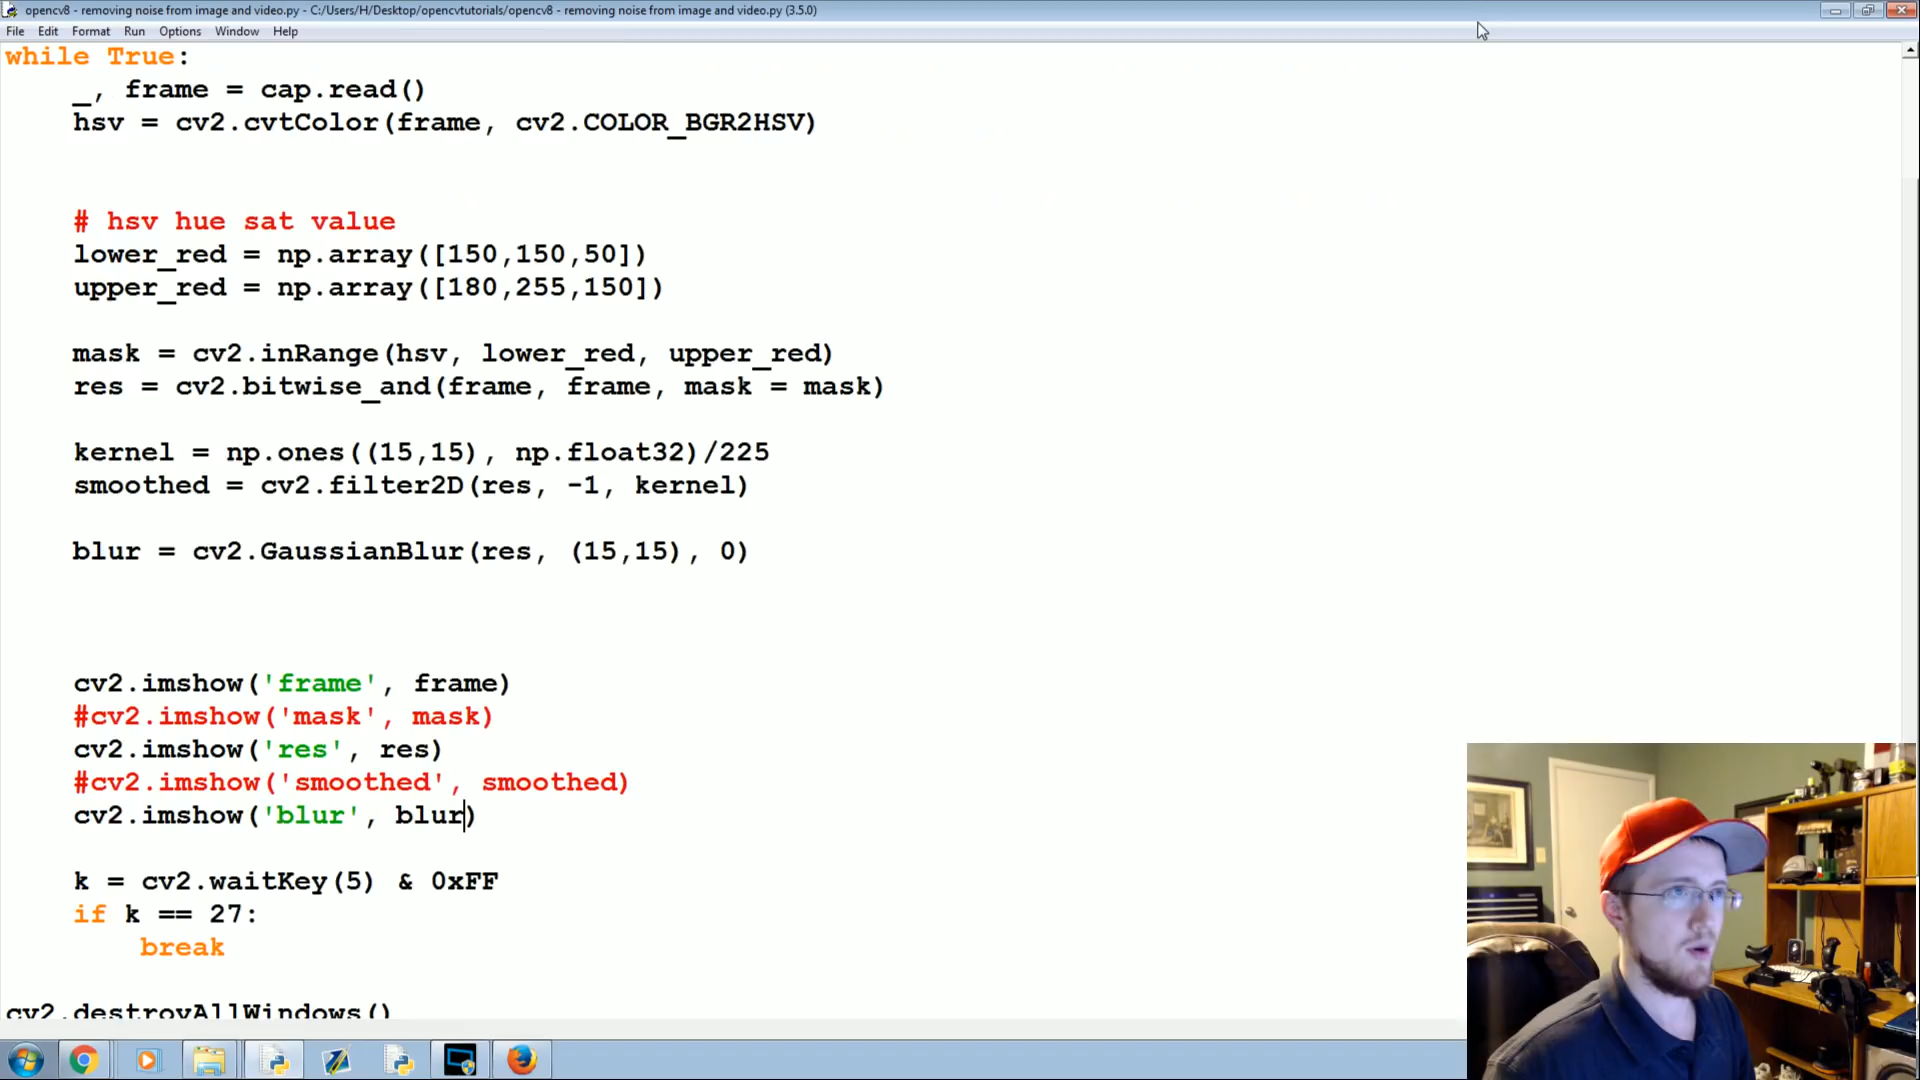 opencv8 - removing noise from image and video.py - C:/Users/H/Desktop/opencvtutorials/opencv8 - removing noise from image and video.py (3.5.0)
File Edit Format Run Options Window Help
while True:
    _, frame = cap.read()
    hsv = cv2.cvtColor(frame, cv2.COLOR_BGR2HSV)
    # hsv hue sat value
    lower_red = np.array([150,150,50])
    upper_red = np.array([180,255,150])
    mask = cv2.inRange(hsv, lower_red, upper_red)
    res = cv2.bitwise_and(frame, frame, mask = mask)
    kernel = np.ones((15,15), np.float32)/225
    smoothed = cv2.filter2D(res, -1, kernel)
    blur = cv2.GaussianBlur(res, (15,15), 0)
    cv2.imshow('frame', frame)
    #cv2.imshow('mask', mask)
    cv2.imshow('res', res)
    #cv2.imshow('smoothed', smoothed)
    cv2.imshow('blur', blur)
    k = cv2.waitKey(5) & 0xFF
    if k == 27:
        break
cv2.destroyAllWindows()